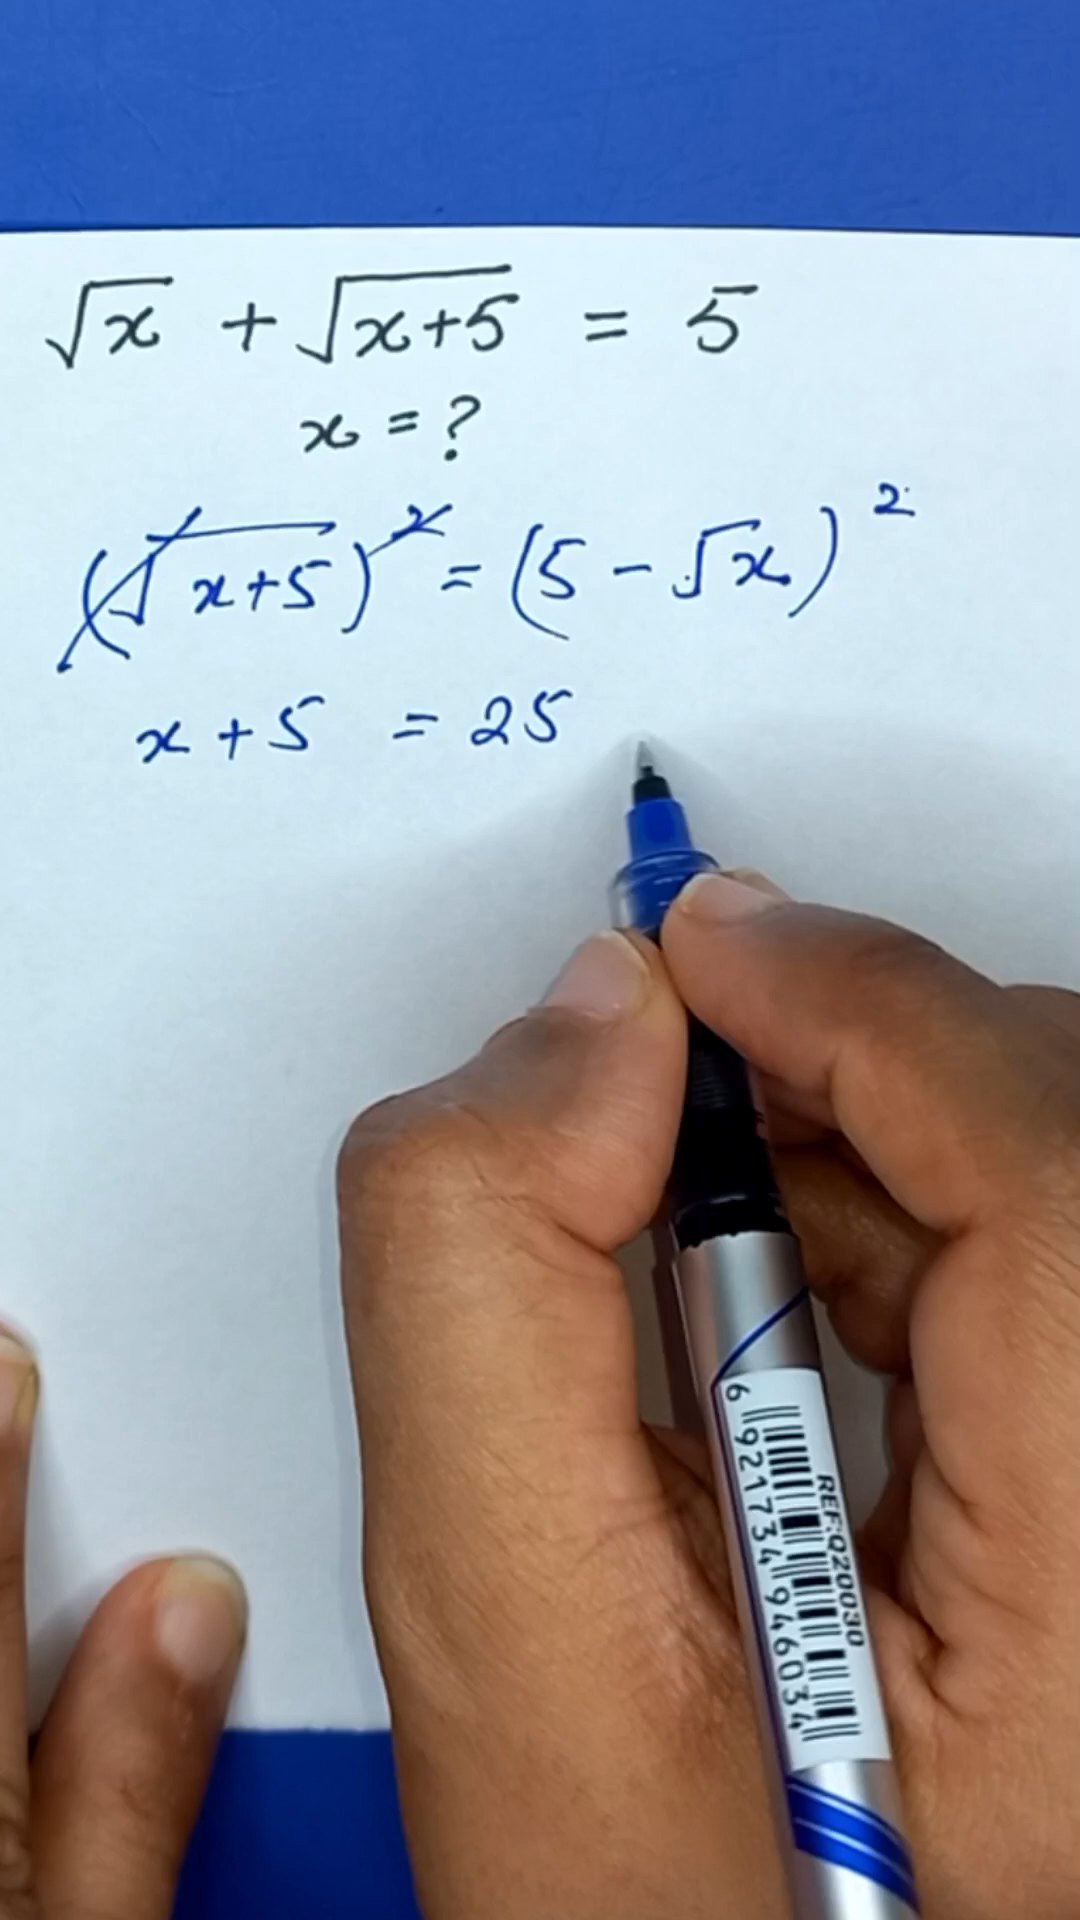 √x + √(x+5) = 5
x = ?
(√(x+5))² = (5 - √x)²
x + 5 = 25
6 921734 946034
REF:Q20030